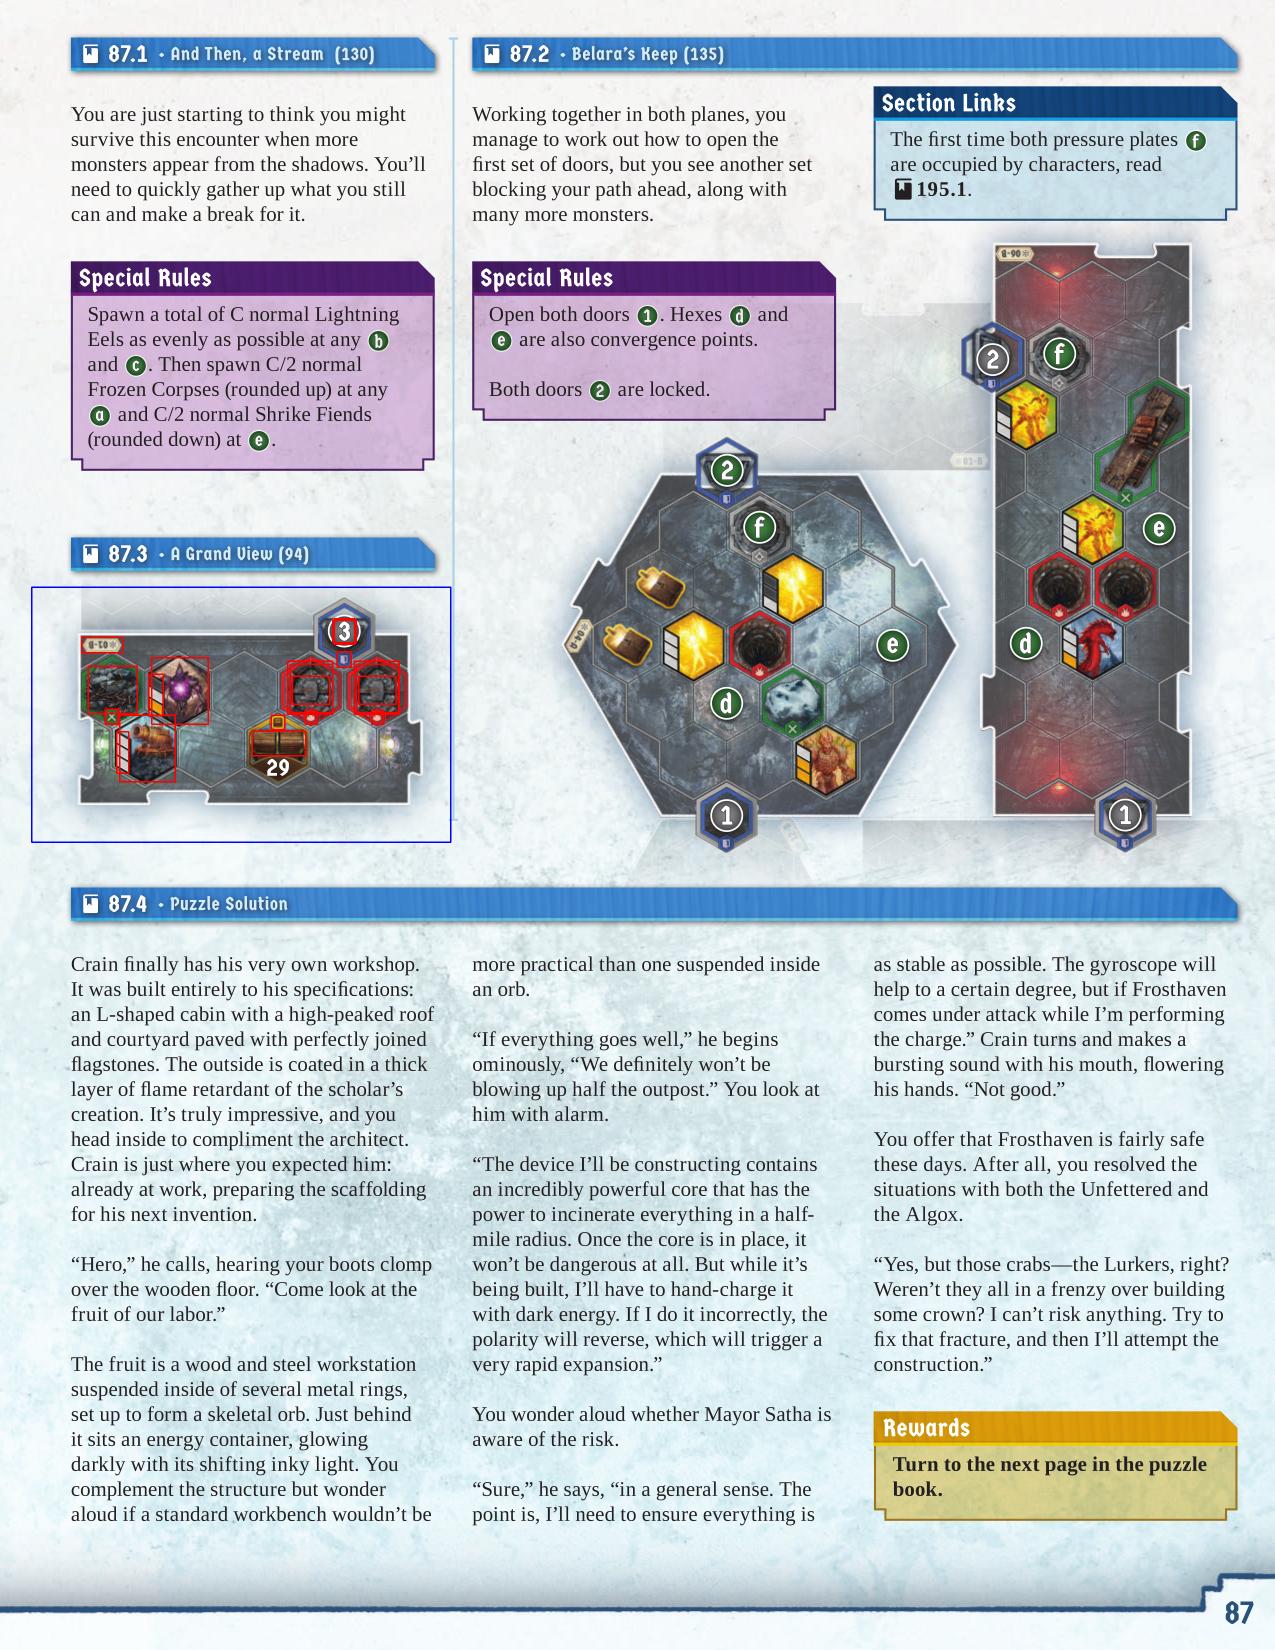 87.1 • And Then, a Stream (130)
You are just starting to think you might
survive this encounter when more
monsters appear from the shadows. You’ll
need to quickly gather up what you still
can and make a break for it.
Special Rules
Spawn a total of C normal Lightning
Eels as evenly as possible at any b
and c. Then spawn C/2 normal
Frozen Corpses (rounded up) at any
a and C/2 normal Shrike Fiends
(rounded down) at e.
87.3 • A Grand View (94)
01-B
3
29
87.2 • Belara’s Keep (135)
Working together in both planes, you
manage to work out how to open the
first set of doors, but you see another set
blocking your path ahead, along with
many more monsters.
Special Rules
Open both doors 1. Hexes d and
e are also convergence points.
Both doors 2 are locked.
Section Links
The first time both pressure plates f
are occupied by characters, read
195.1.
06-B
2
f
e
d
1
01-B
2
f
04-A
e
d
1
87.4 • Puzzle Solution
Crain finally has his very own workshop.
It was built entirely to his specifications:
an L-shaped cabin with a high-peaked roof
and courtyard paved with perfectly joined
flagstones. The outside is coated in a thick
layer of flame retardant of the scholar’s
creation. It’s truly impressive, and you
head inside to compliment the architect.
Crain is just where you expected him:
already at work, preparing the scaffolding
for his next invention.
“Hero,” he calls, hearing your boots clomp
over the wooden floor. “Come look at the
fruit of our labor.”
The fruit is a wood and steel workstation
suspended inside of several metal rings,
set up to form a skeletal orb. Just behind
it sits an energy container, glowing
darkly with its shifting inky light. You
complement the structure but wonder
aloud if a standard workbench wouldn’t be
more practical than one suspended inside
an orb.
“If everything goes well,” he begins
ominously, “We definitely won’t be
blowing up half the outpost.” You look at
him with alarm.
“The device I’ll be constructing contains
an incredibly powerful core that has the
power to incinerate everything in a half-
mile radius. Once the core is in place, it
won’t be dangerous at all. But while it’s
being built, I’ll have to hand-charge it
with dark energy. If I do it incorrectly, the
polarity will reverse, which will trigger a
very rapid expansion.”
You wonder aloud whether Mayor Satha is
aware of the risk.
“Sure,” he says, “in a general sense. The
point is, I’ll need to ensure everything is
as stable as possible. The gyroscope will
help to a certain degree, but if Frosthaven
comes under attack while I’m performing
the charge.” Crain turns and makes a
bursting sound with his mouth, flowering
his hands. “Not good.”
You offer that Frosthaven is fairly safe
these days. After all, you resolved the
situations with both the Unfettered and
the Algox.
“Yes, but those crabs—the Lurkers, right?
Weren’t they all in a frenzy over building
some crown? I can’t risk anything. Try to
fix that fracture, and then I’ll attempt the
construction.”
Rewards
Turn to the next page in the puzzle
book.
87